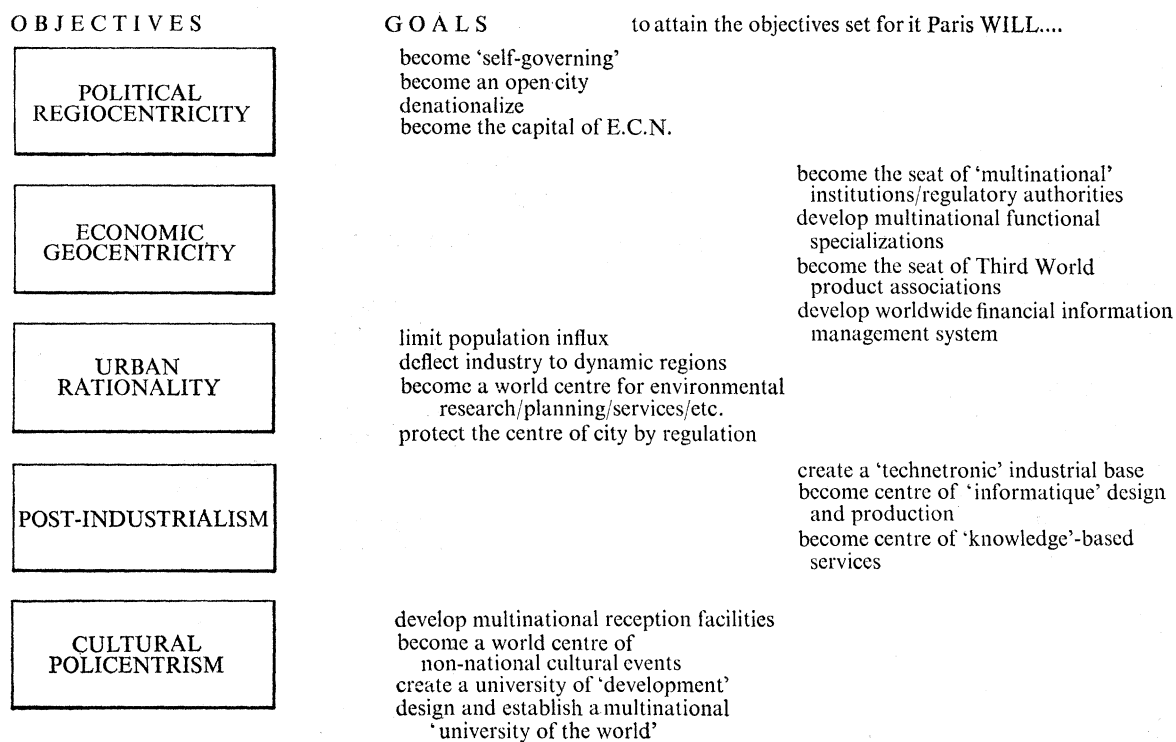 OBJECTIVES
GOALS
to attain the objectives set for it Paris WILL....
POLITICAL
REGIOCENTRICITY
become ‘self-governing’
become an open city
denationalize
become the capital of E.C.N.
ECONOMIC
GEOCENTRICITY
become the seat of ‘multinational’
institutions/regulatory authorities
develop multinational functional
specializations
become the seat of Third World
product associations
develop worldwide financial information
management system
URBAN
RATIONALITY
limit population influx
deflect industry to dynamic regions
become a world centre for environmental
research/planning/services/etc.
protect the centre of city by regulation
POST-INDUSTRIALISM
create a ‘technetronic’ industrial base
become centre of ‘informatique’ design
and production
become centre of ‘knowledge’-based
services
CULTURAL
POLICENTRISM
develop multinational reception facilities
become a world centre of
non-national cultural events
create a university of ‘development’
design and establish a multinational
‘university of the world’